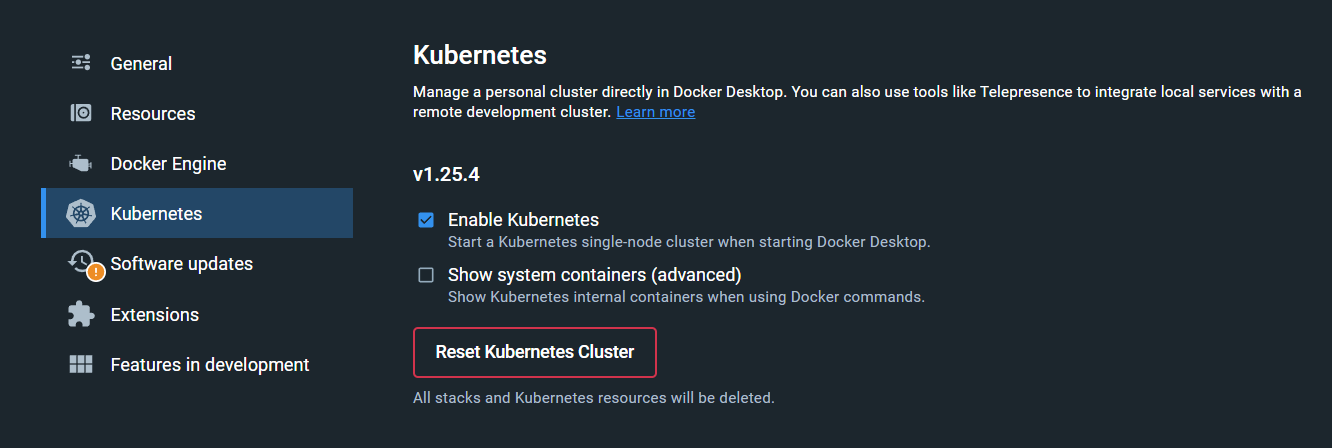 General
Resources
Docker Engine
Kubernetes
Software updates
Extensions
Features in development
Kubernetes
Manage a personal cluster directly in Docker Desktop. You can also use tools like Telepresence to integrate local services with a
remote development cluster. Learn more
v1.25.4
Enable Kubernetes
Start a Kubernetes single-node cluster when starting Docker Desktop.
Show system containers (advanced)
Show Kubernetes internal containers when using Docker commands.
Reset Kubernetes Cluster
All stacks and Kubernetes resources will be deleted.